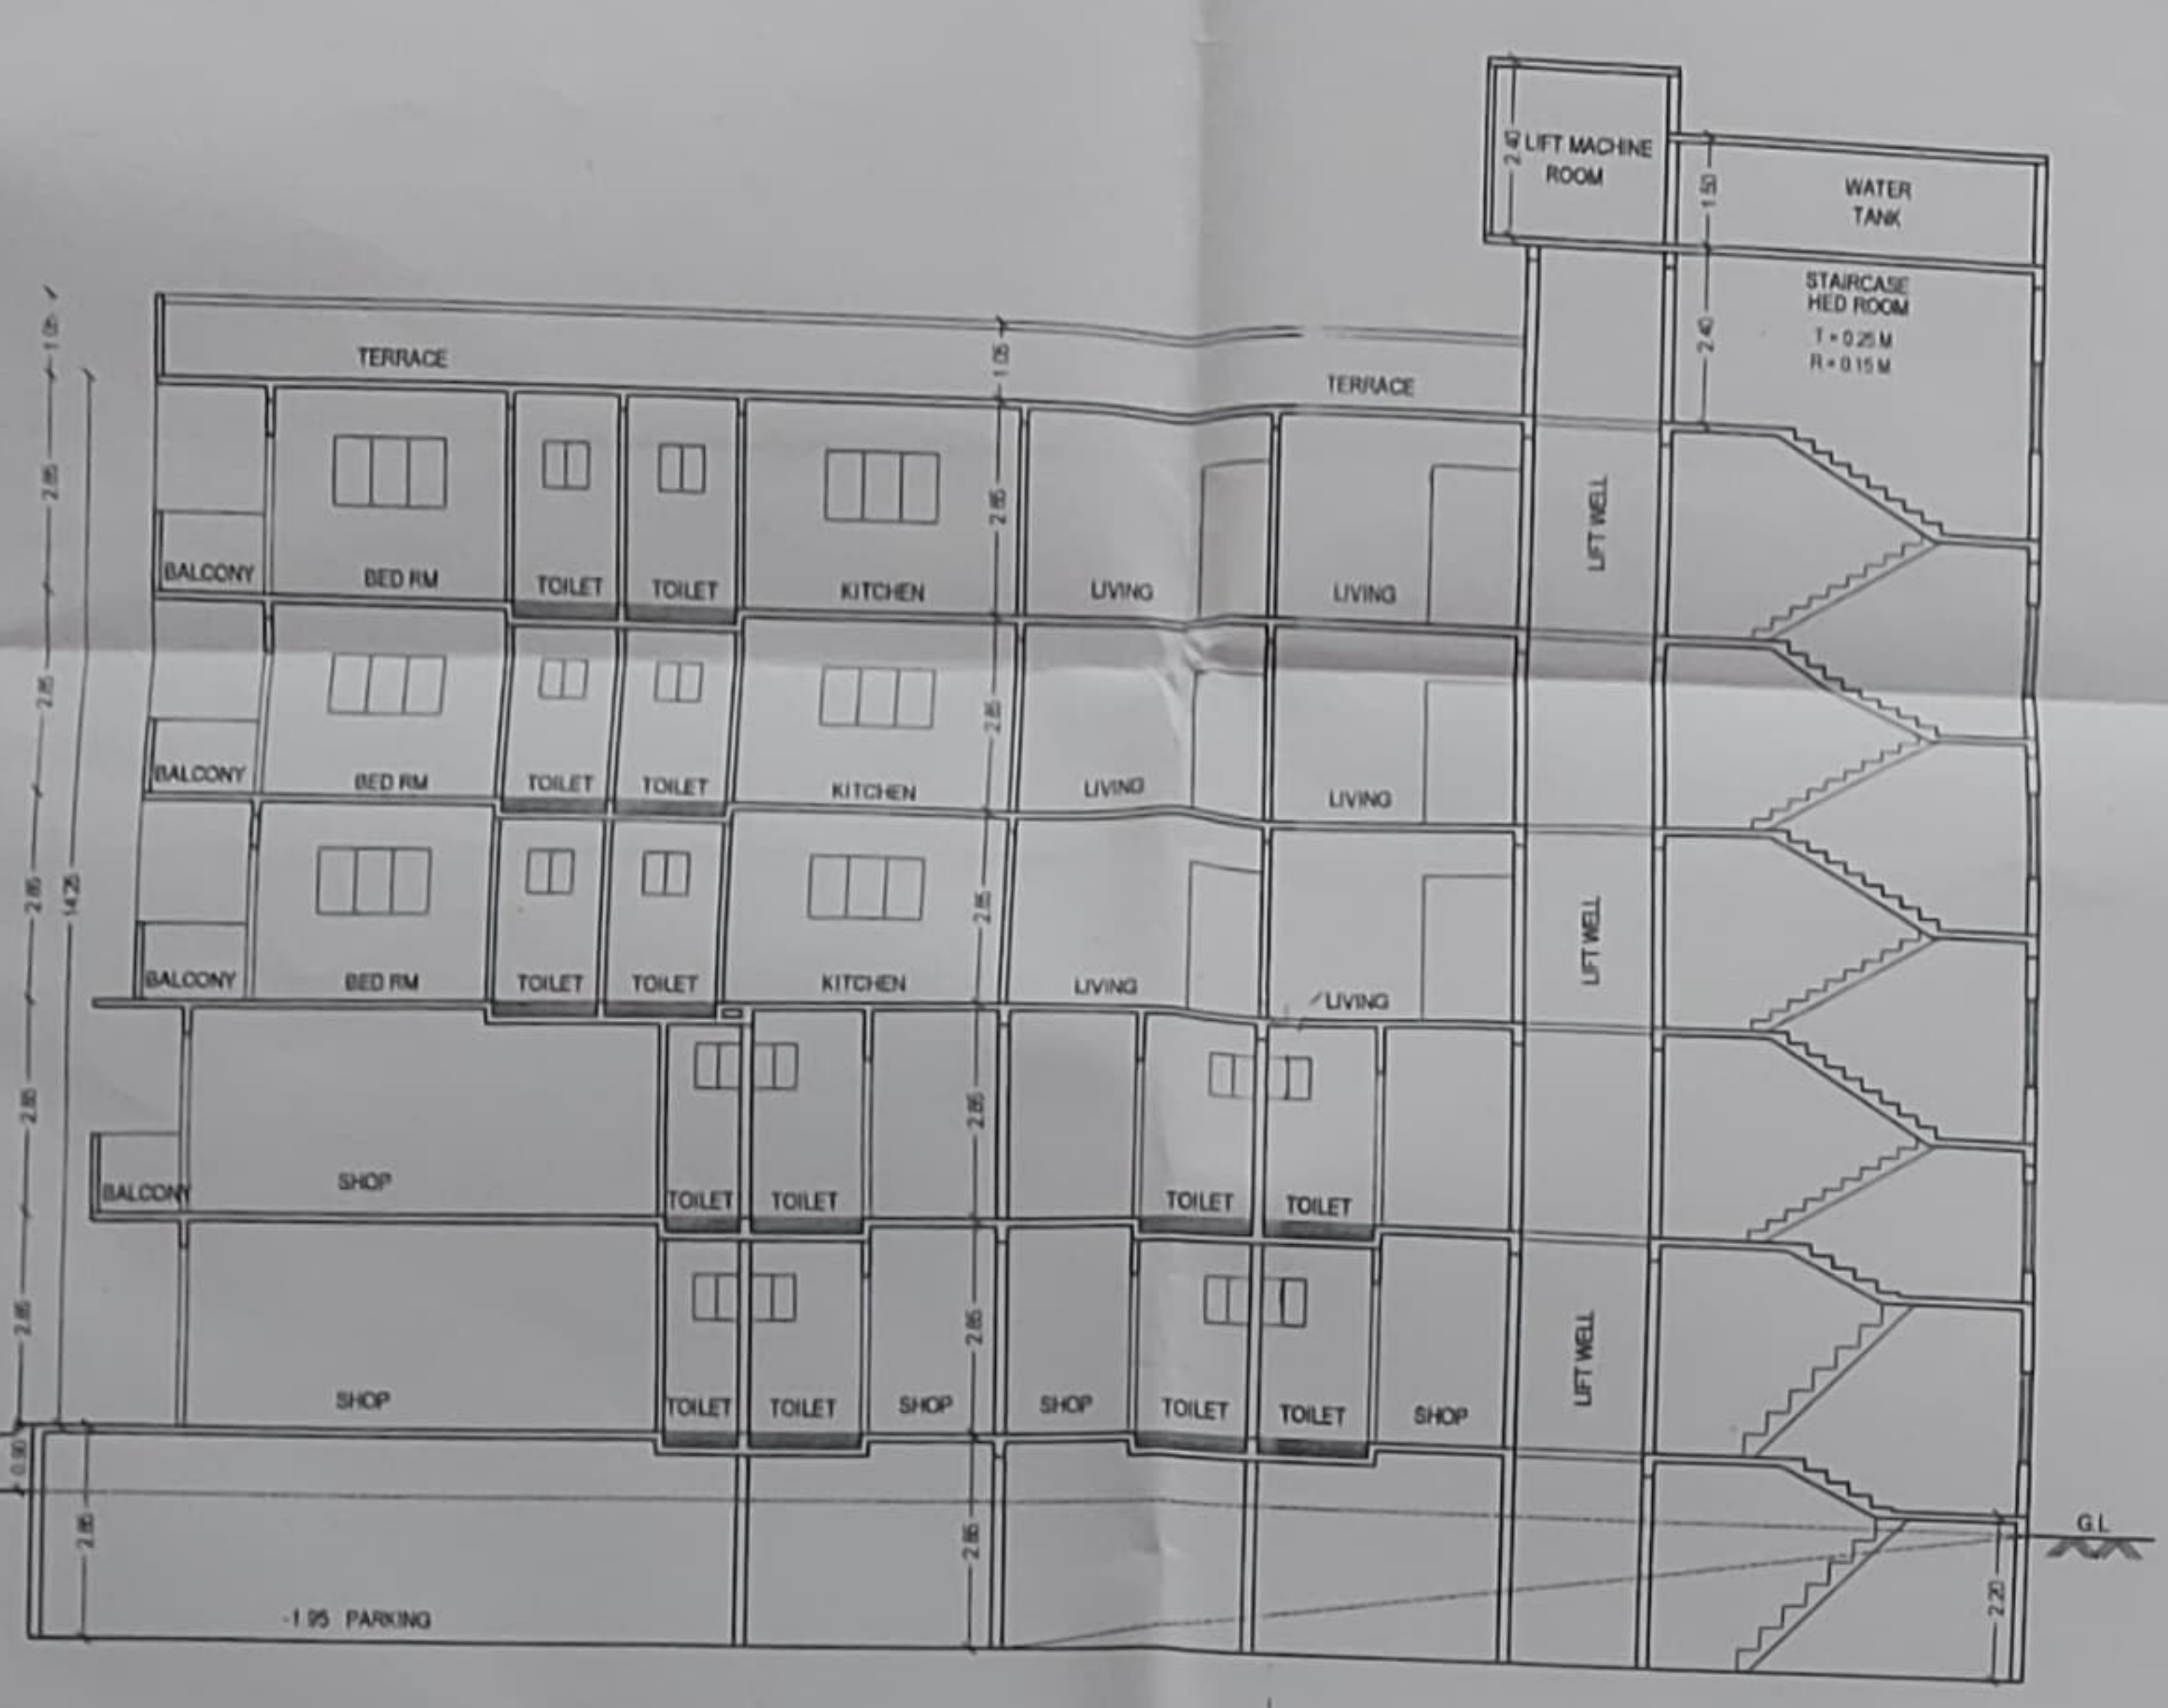 2.40
LIFT MACHINE
ROOM
1.50
WATER
TANK
STAIRCASE
HED ROOM
T = 0.25 M
R = 0.15 M
2.40
1.05
TERRACE
1.05
TERRACE
2.85
2.85
LIFT WELL
BALCONY
BED RM
TOILET
TOILET
KITCHEN
LIVING
LIVING
2.85
2.85
BALCONY
BED RM
TOILET
TOILET
KITCHEN
LIVING
LIVING
2.85
14.25
2.85
LIFT WELL
BALCONY
BED RM
TOILET
TOILET
KITCHEN
LIVING
LIVING
2.85
2.85
BALCONY
SHOP
TOILET
TOILET
TOILET
TOILET
2.85
2.85
LIFT WELL
SHOP
TOILET
TOILET
SHOP
SHOP
TOILET
TOILET
SHOP
0.90
2.85
2.85
G.L
2.20
-1.95 PARKING